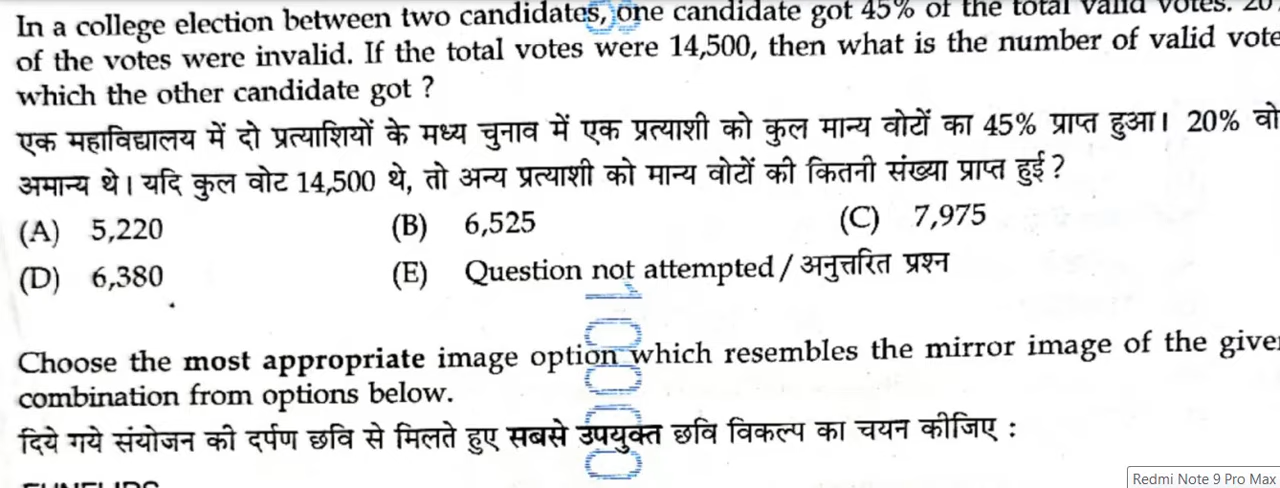 In a college election between two candidates, one candidate got 45% of the total valid votes. 20
of the votes were invalid. If the total votes were 14,500, then what is the number of valid vote
which the other candidate got ?
एक महाविद्यालय में दो प्रत्याशियों के मध्य चुनाव में एक प्रत्याशी को कुल मान्य वोटों का 45% प्राप्त हुआ। 20% वो
अमान्य थे। यदि कुल वोट 14,500 थे, तो अन्य प्रत्याशी को मान्य वोटों की कितनी संख्या प्राप्त हुई ?
(A) 5,220 (B) 6,525 (C) 7,975
(D) 6,380 (E) Question not attempted / अनुत्तरित प्रश्न
Choose the most appropriate image option which resembles the mirror image of the give
combination from options below.
दिये गये संयोजन की दर्पण छवि से मिलते हुए सबसे उपयुक्त छवि विकल्प का चयन कीजिए :
Redmi Note 9 Pro Max